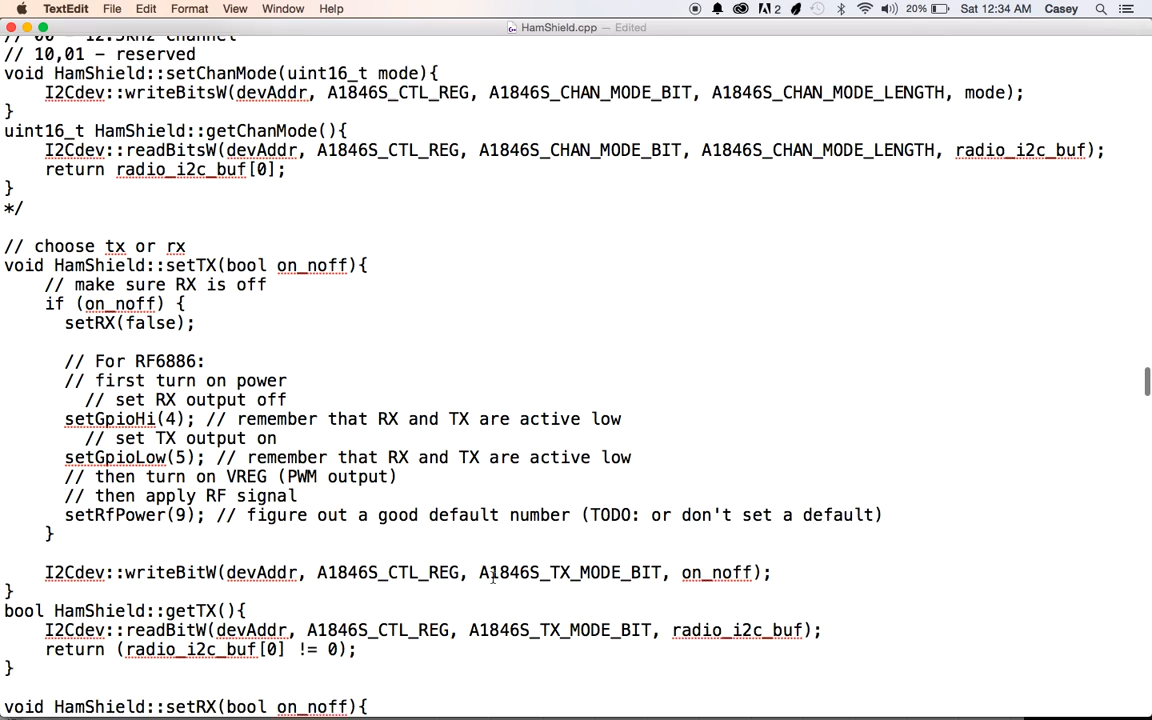 TextEdit File Edit Format View Window Help 2 20% Sat 12:34 AM Casey
HamShield.cpp — Edited
// 00 - 12.5kHz channel
// 10,01 - reserved
void HamShield::setChanMode(uint16_t mode){
    I2Cdev::writeBitsW(devAddr, A1846S_CTL_REG, A1846S_CHAN_MODE_BIT, A1846S_CHAN_MODE_LENGTH, mode);
}
uint16_t HamShield::getChanMode(){
    I2Cdev::readBitsW(devAddr, A1846S_CTL_REG, A1846S_CHAN_MODE_BIT, A1846S_CHAN_MODE_LENGTH, radio_i2c_buf);
    return radio_i2c_buf[0];
}
*/
// choose tx or rx
void HamShield::setTX(bool on_noff){
    // make sure RX is off
    if (on_noff) {
      setRX(false);
      // For RF6886:
      // first turn on power
        // set RX output off
      setGpioHi(4); // remember that RX and TX are active low
        // set TX output on
      setGpioLow(5); // remember that RX and TX are active low
      // then turn on VREG (PWM output)
      // then apply RF signal
      setRfPower(9); // figure out a good default number (TODO: or don't set a default)
    }
    I2Cdev::writeBitW(devAddr, A1846S_CTL_REG, A1846S_TX_MODE_BIT, on_noff);
}
bool HamShield::getTX(){
    I2Cdev::readBitW(devAddr, A1846S_CTL_REG, A1846S_TX_MODE_BIT, radio_i2c_buf);
    return (radio_i2c_buf[0] != 0);
}
void HamShield::setRX(bool on_noff){